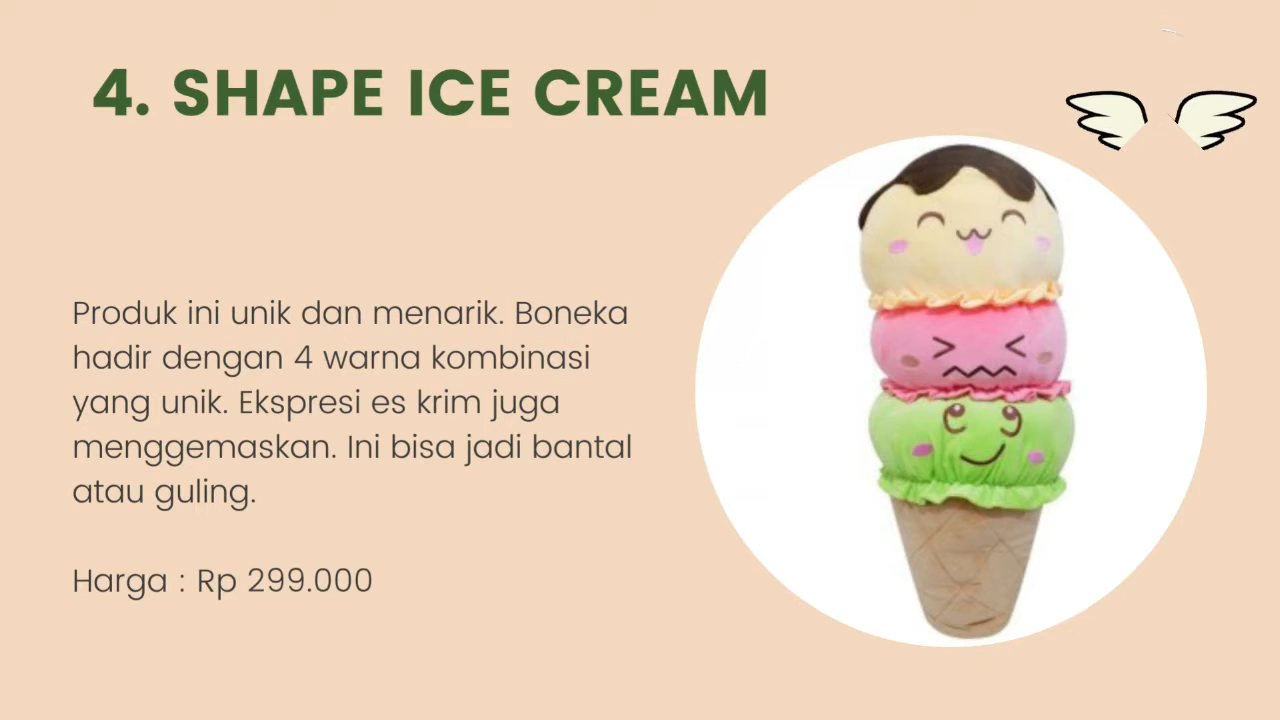 4. SHAPE ICE CREAM
Produk ini unik dan menarik. Boneka
hadir dengan 4 warna kombinasi
yang unik. Ekspresi es krim juga
menggemaskan. Ini bisa jadi bantal
atau guling.
Harga : Rp 299.000